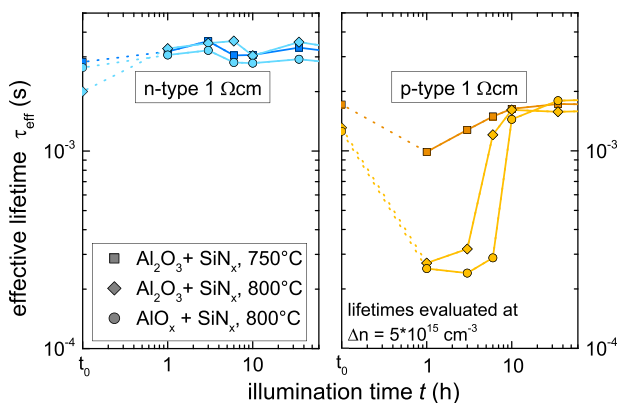 effective lifetime τeff (s)
n-type 1 Ωcm
p-type 1 Ωcm
10⁻³
10⁻³
Al₂O₃+ SiNₓ, 750°C
Al₂O₃+ SiNₓ, 800°C
AlOₓ+ SiNₓ, 800°C
lifetimes evaluated at
Δn = 5*10¹⁵ cm⁻³
10⁻⁴
10⁻⁴
t₀ 1 10 t₀ 1 10
illumination time t (h)